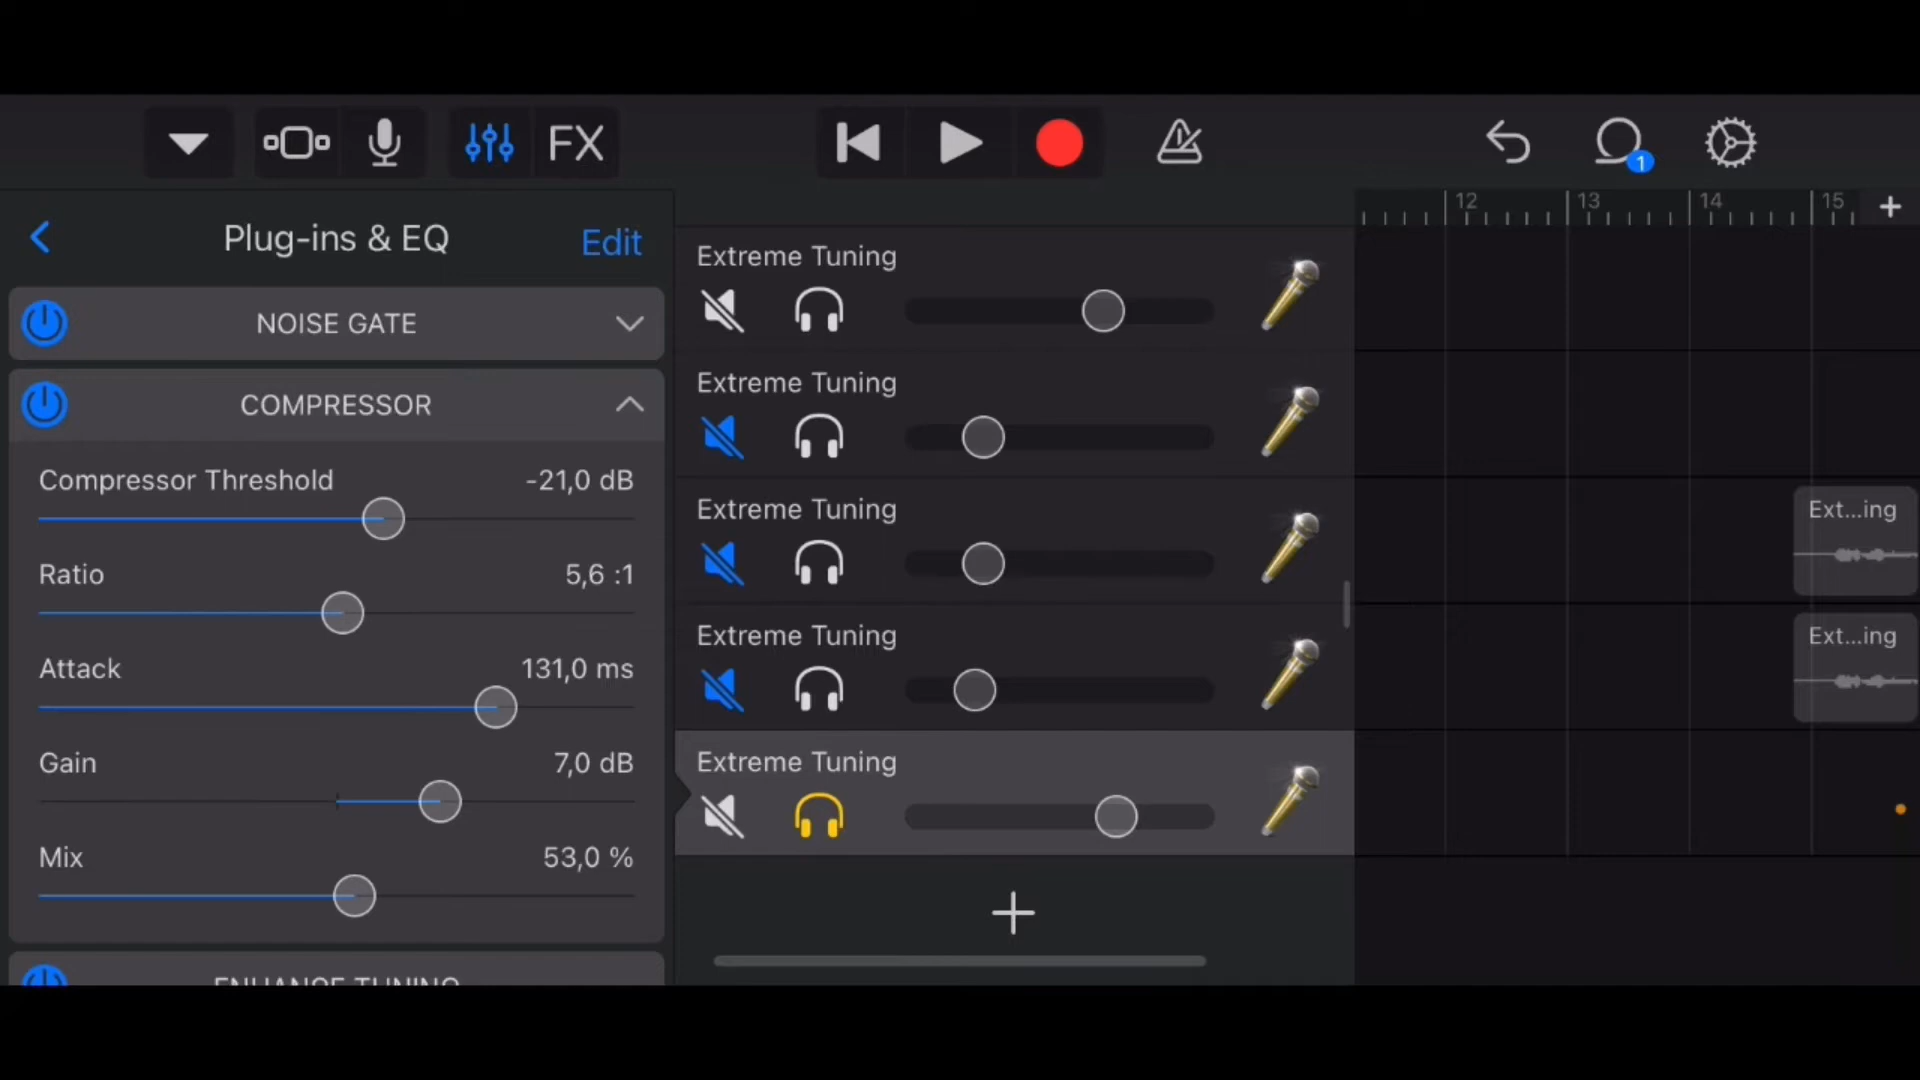 FX
1
Plug-ins & EQ
Edit
NOISE GATE
COMPRESSOR
Compressor Threshold -21,0 dB
Ratio 5,6 :1
Attack 131,0 ms
Gain 7,0 dB
Mix 53,0 %
ENHANCE TUNING
Extreme Tuning
Extreme Tuning
Extreme Tuning
Extreme Tuning
Extreme Tuning
12 13 14 15
Ext...ing
Ext...ing